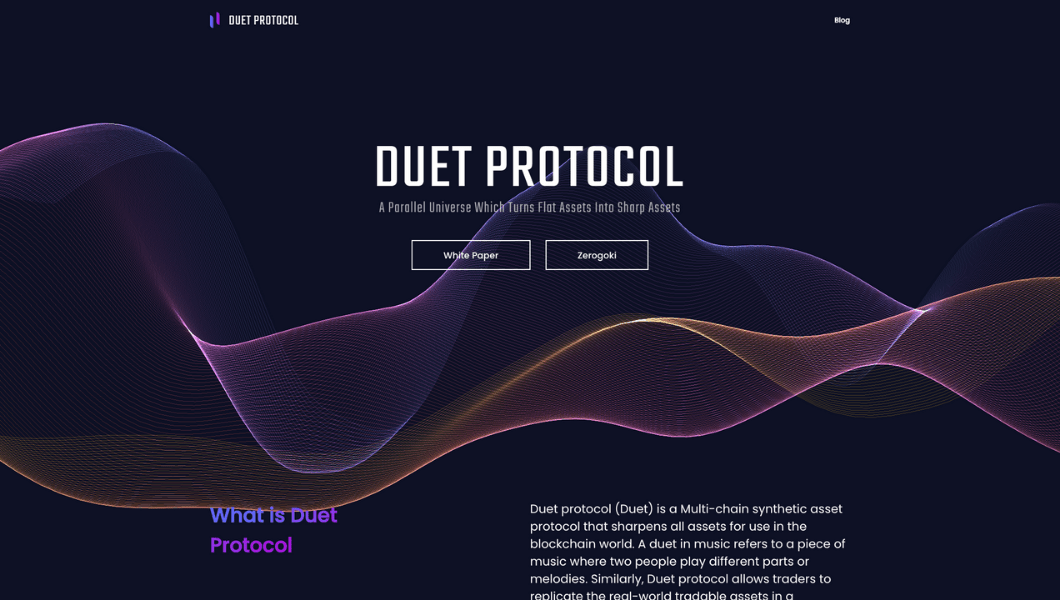 DUET PROTOCOL
Blog
DUET PROTOCOL
A Parallel Universe Which Turns Flat Assets Into Sharp Assets
White Paper
Zerogoki
What Is Duet
Protocol
Duet protocol (Duet) is a Multi-chain synthetic asset
protocol that sharpens all assets for use in the
blockchain world. A duet in music refers to a piece of
music where two people play different parts or
melodies. Similarly, Duet protocol allows traders to
replicate the real-world tradable assets in a